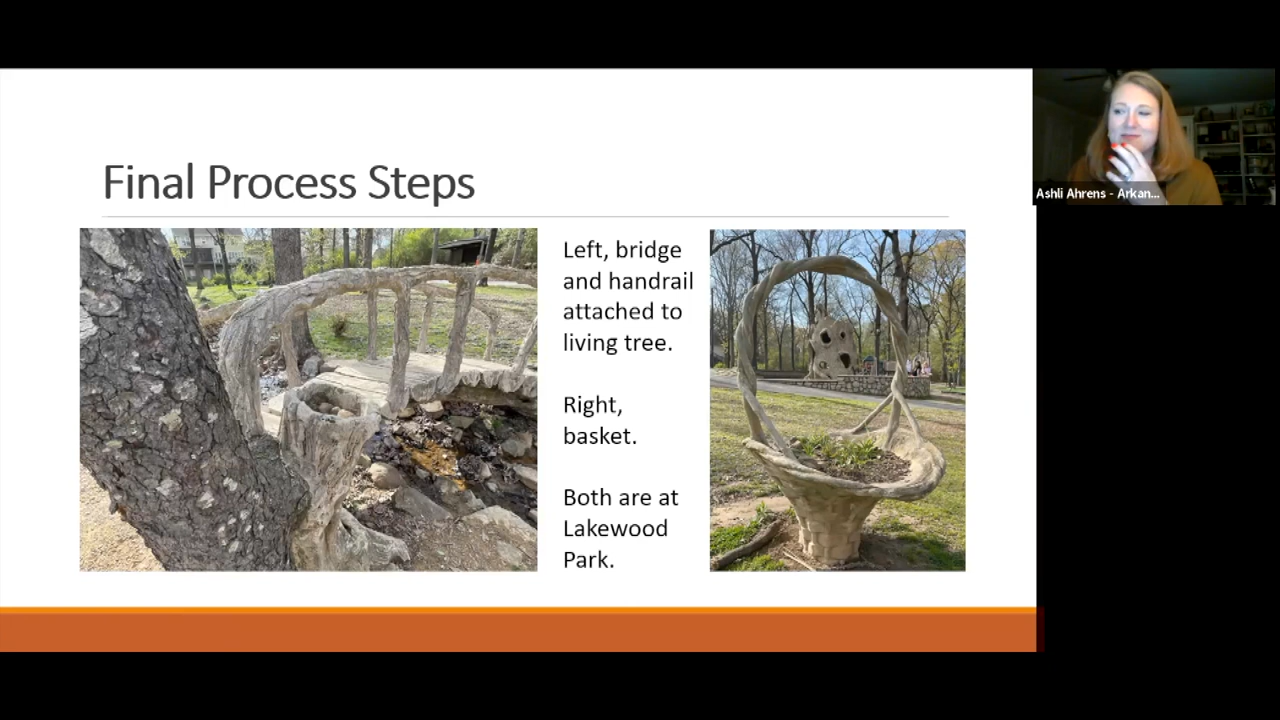 Final Process Steps
Left, bridge
and handrail
attached to
living tree.
Right,
basket.
Both are at
Lakewood
Park.
Ashli Ahrens - Arkan...